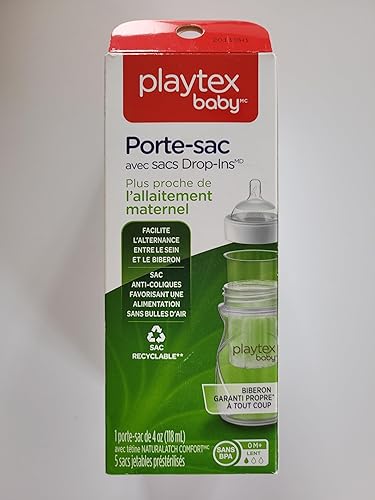 playtex
baby MC
Porte-sac
avec sacs Drop-Ins MD
Plus proche de
l'allaitement
maternel
FACILITE
L'ALTERNANCE
ENTRE LE SEIN
ET LE BIBERON
SAC
ANTI-COLIQUES
FAVORISANT UNE
ALIMENTATION
SANS BULLES D'AIR
SAC
RECYCLABLE**
playtex
baby
BIBERON
GARANTI PROPRE*
À TOUT COUP
1 porte-sac de 4 oz (118 mL)
avec tétine NATURALATCH COMFORT MC
5 sacs jetables préstérilisés
SANS
BPA
0 M+
LENT